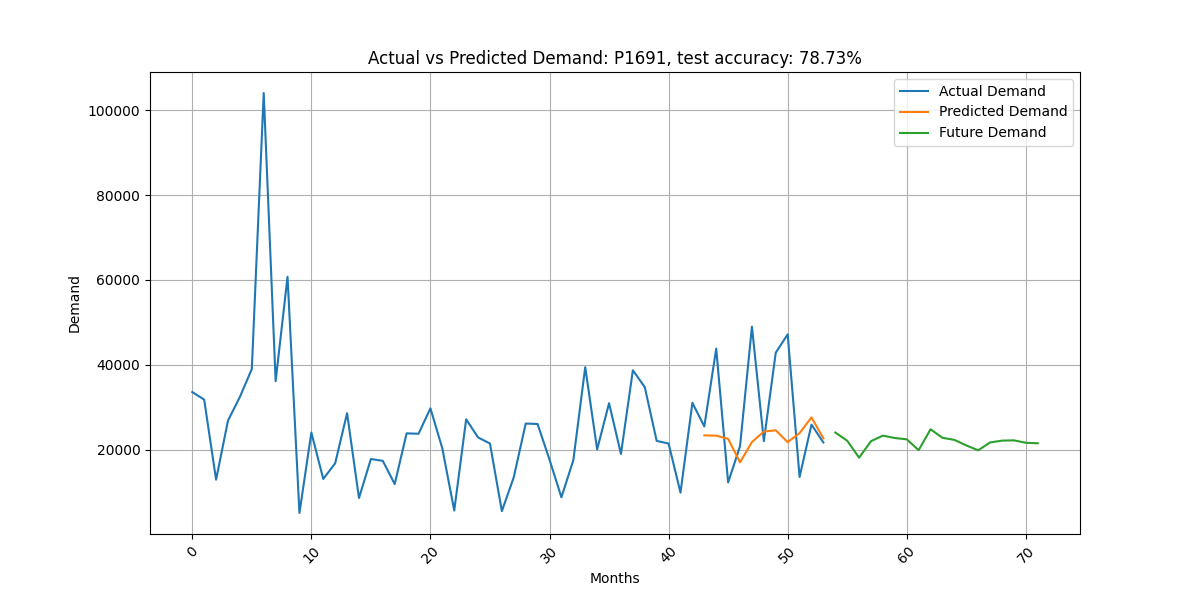 Actual vs Predicted Demand: P1691, test accuracy: 78.73%
Actual Demand
Predicted Demand
Future Demand
100000
80000
60000
40000
20000
Demand
0 10 20 30 40 50 60 70
Months